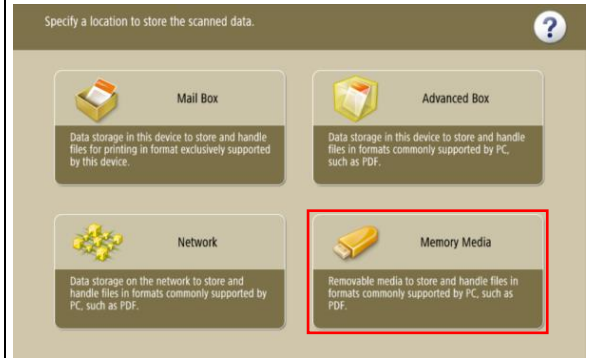 Specify a location to store the scanned data.
?
Mail Box
Data storage in this device to store and handle
files for printing in format exclusively supported
by this device.
Advanced Box
Data storage in this device to store and handle
files in formats commonly supported by PC,
such as PDF.
Network
Data storage on the network to store and
handle files in formats commonly supported by
PC, such as PDF.
Memory Media
Removable media to store and handle files in
formats commonly supported by PC, such as
PDF.